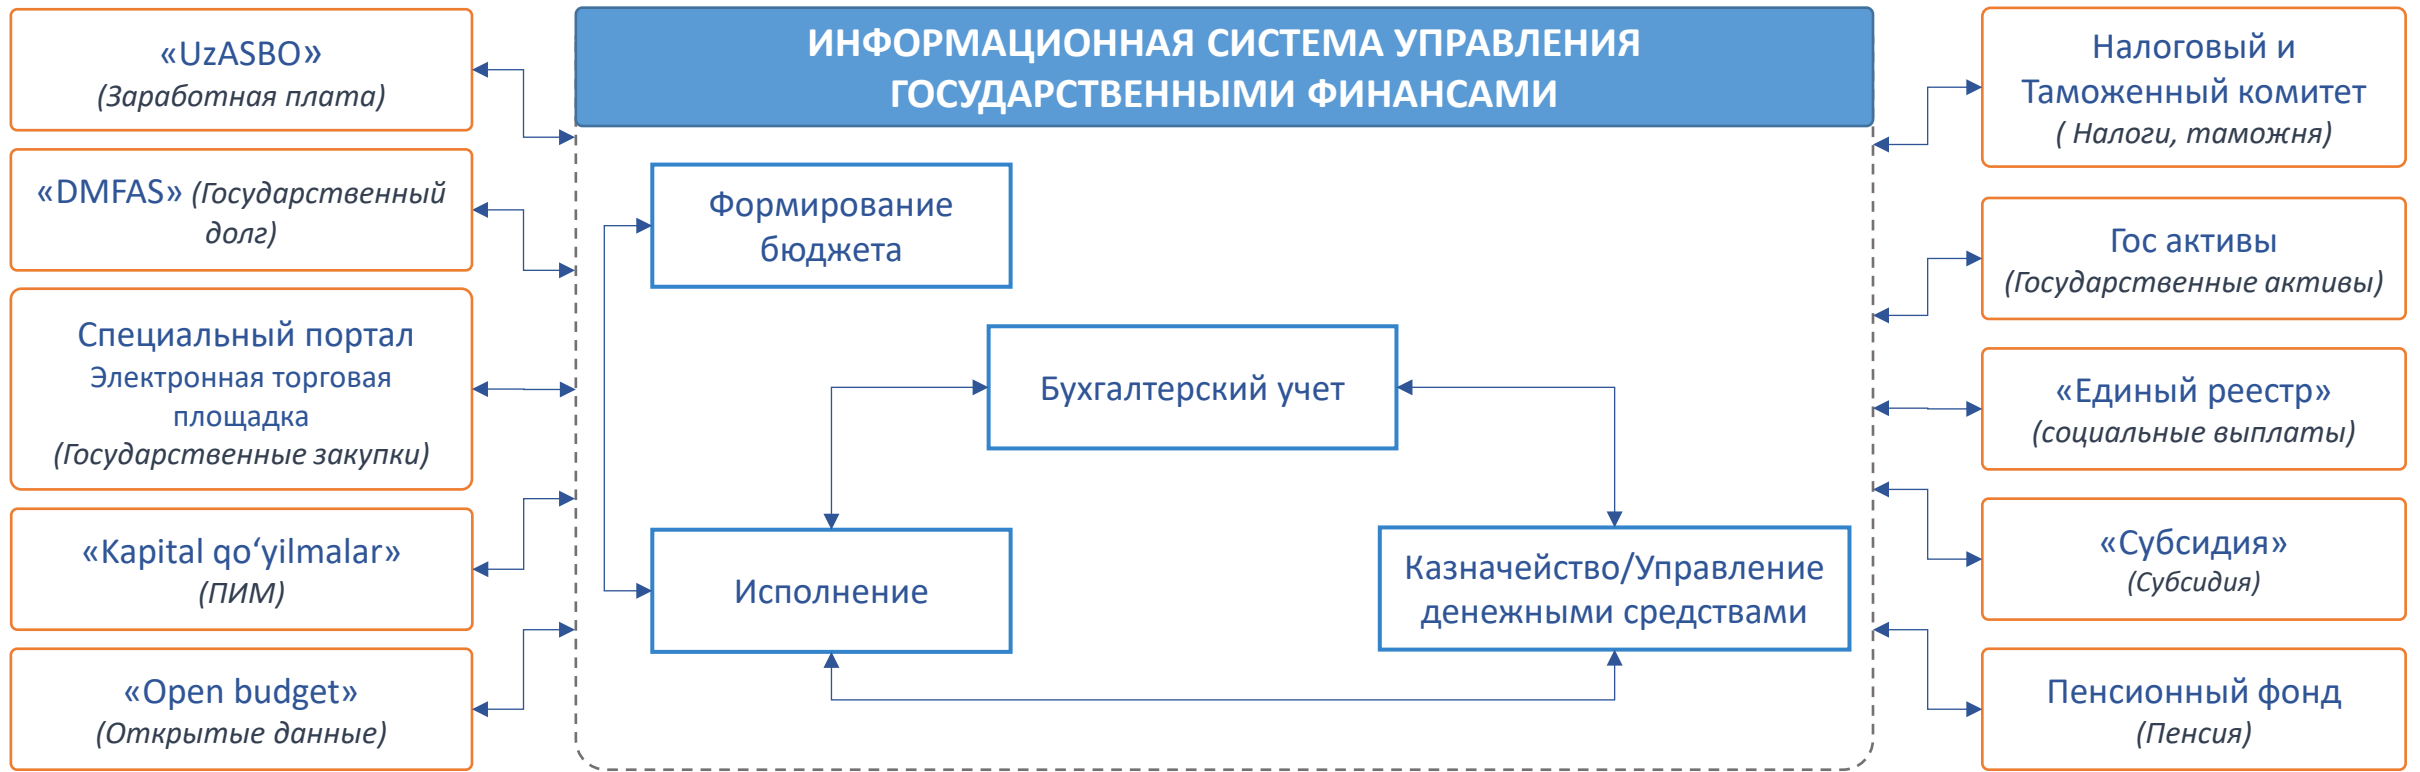 «UzASBO»
(Заработная плата)
«DMFAS» (Государственный
долг)
Специальный портал
Электронная торговая
площадка
(Государственные закупки)
«Kapital qo‘yilmalar»
(ПИМ)
«Open budget»
(Открытые данные)
ИНФОРМАЦИОННАЯ СИСТЕМА УПРАВЛЕНИЯ
ГОСУДАРСТВЕННЫМИ ФИНАНСАМИ
Формирование
бюджета
Бухгалтерский учет
Исполнение
Казначейство/Управление
денежными средствами
Налоговый и
Таможенный комитет
( Налоги, таможня)
Гос активы
(Государственные активы)
«Единый реестр»
(социальные выплаты)
«Субсидия»
(Субсидия)
Пенсионный фонд
(Пенсия)